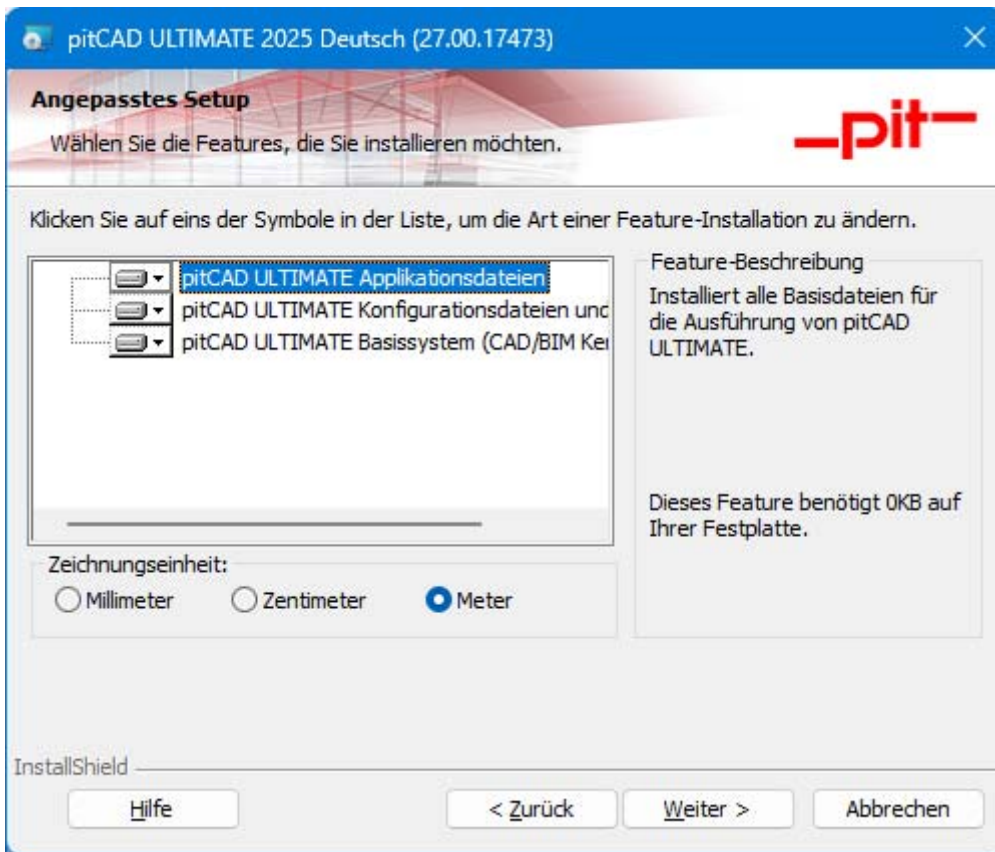 pitCAD ULTIMATE 2025 Deutsch (27.00.17473)
Angepasstes Setup
Wählen Sie die Features, die Sie installieren möchten.
_pit—
Klicken Sie auf eins der Symbole in der Liste, um die Art einer Feature-Installation zu ändern.
pitCAD ULTIMATE Applikationsdateien
pitCAD ULTIMATE Konfigurationsdateien und
pitCAD ULTIMATE Basissystem (CAD/BIM Ker
Feature-Beschreibung
Installiert alle Basisdateien für
die Ausführung von pitCAD
ULTIMATE.
Dieses Feature benötigt 0KB auf
Ihrer Festplatte.
Zeichnungseinheit:
Millimeter Zentimeter Meter
InstallShield
Hilfe < Zurück Weiter > Abbrechen